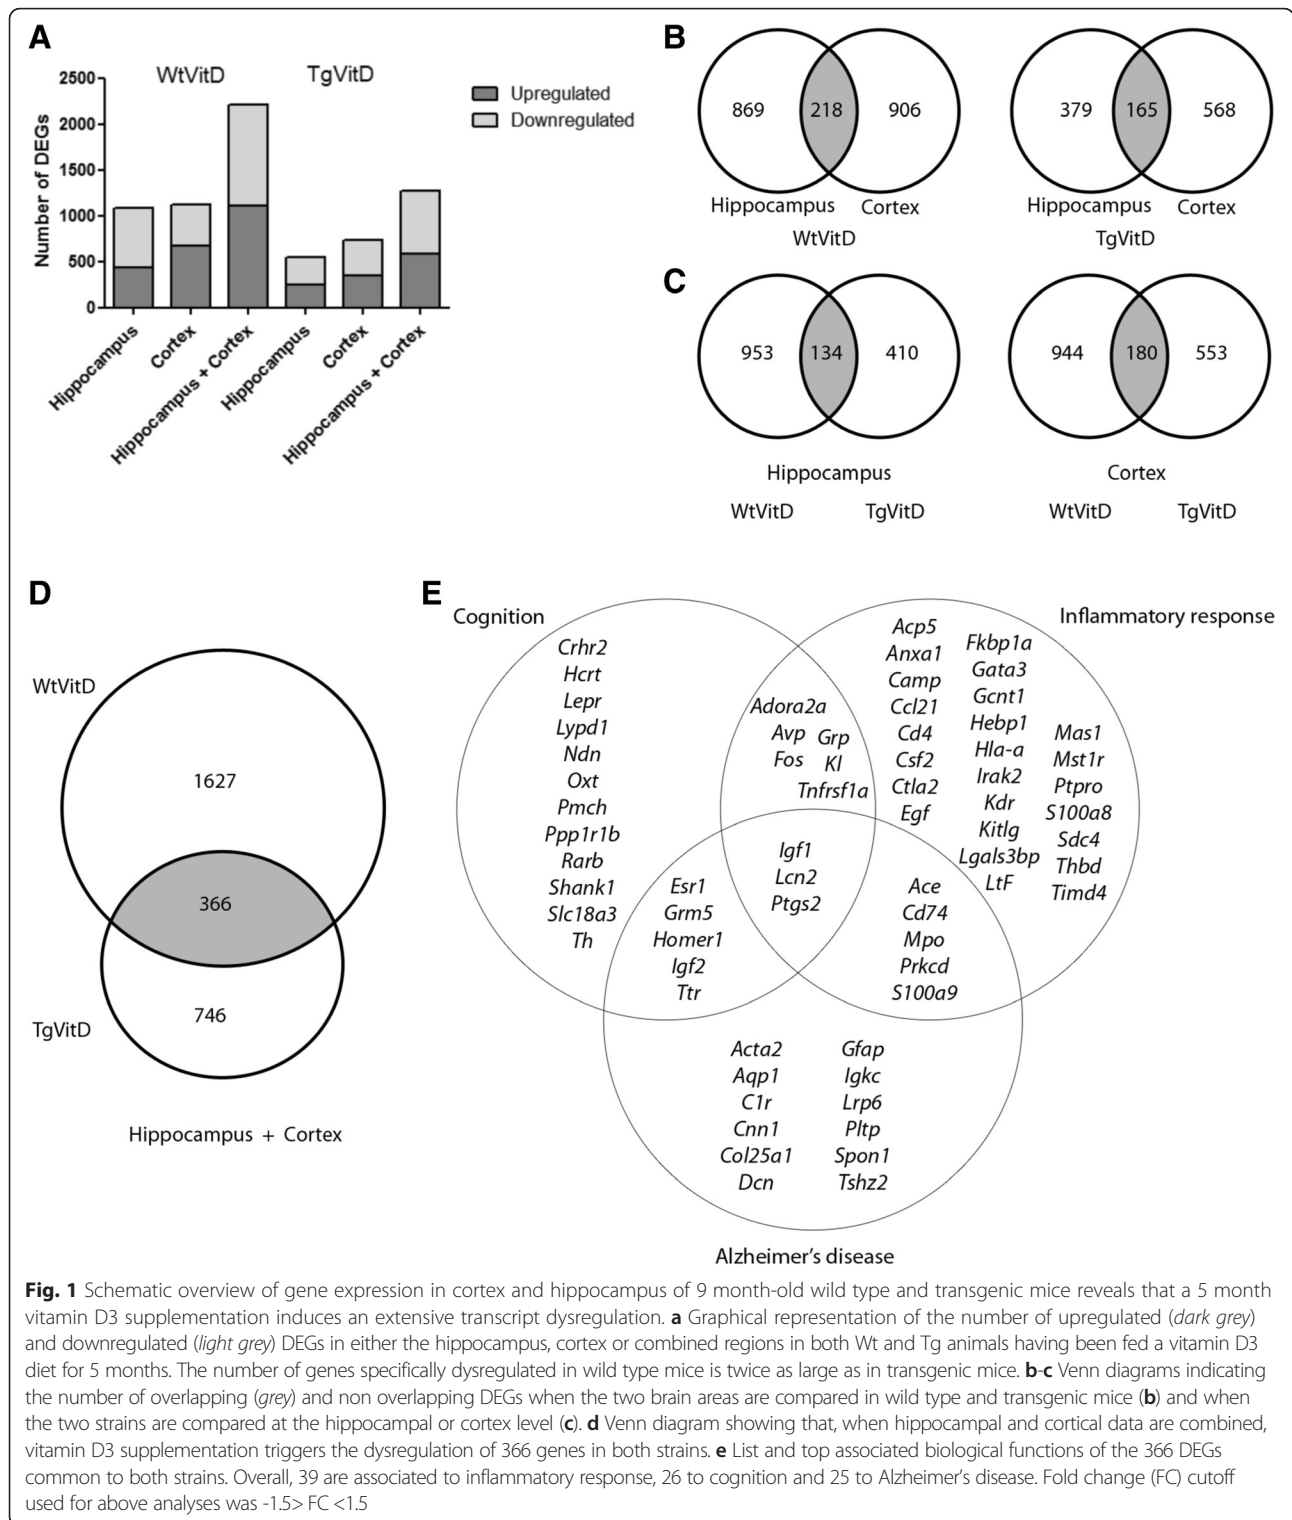 A
WtVitD
TgVitD
2500
2000
1500
1000
500
0
Number of DEGs
Upregulated
Downregulated
Hippocampus
Cortex
Hippocampus + Cortex
Hippocampus
Cortex
Hippocampus + Cortex
B
869
218
906
Hippocampus
Cortex
WtVitD
379
165
568
Hippocampus
Cortex
TgVitD
C
953
134
410
Hippocampus
WtVitD
TgVitD
944
180
553
Cortex
WtVitD
TgVitD
D
WtVitD
1627
366
746
TgVitD
Hippocampus + Cortex
E
Cognition
Inflammatory response
Crhr2
Hcrt
Lepr
Lypd1
Ndn
Oxt
Pmch
Ppp1r1b
Rarb
Shank1
Slc18a3
Th
Adora2a
Avp
Grp
Fos
Kl
Tnfrsf1a
Acp5
Anxa1
Camp
Ccl21
Cd4
Csf2
Ctla2
Egf
Fkbp1a
Gata3
Gcnt1
Hebp1
Hla-a
Irak2
Kdr
Kitlg
Lgals3bp
LtF
Mas1
Mst1r
Ptpro
S100a8
Sdc4
Thbd
Timd4
Igf1
Lcn2
Ptgs2
Esr1
Grm5
Homer1
Igf2
Ttr
Ace
Cd74
Mpo
Prkcd
S100a9
Acta2
Aqp1
C1r
Cnn1
Col25a1
Dcn
Gfap
Igkc
Lrp6
Pltp
Spon1
Tshz2
Alzheimer's disease
Fig. 1 Schematic overview of gene expression in cortex and hippocampus of 9 month-old wild type and transgenic mice reveals that a 5 month
vitamin D3 supplementation induces an extensive transcript dysregulation. a Graphical representation of the number of upregulated (dark grey)
and downregulated (light grey) DEGs in either the hippocampus, cortex or combined regions in both Wt and Tg animals having been fed a vitamin D3
diet for 5 months. The number of genes specifically dysregulated in wild type mice is twice as large as in transgenic mice. b-c Venn diagrams indicating
the number of overlapping (grey) and non overlapping DEGs when the two brain areas are compared in wild type and transgenic mice (b) and when
the two strains are compared at the hippocampal or cortex level (c). d Venn diagram showing that, when hippocampal and cortical data are combined,
vitamin D3 supplementation triggers the dysregulation of 366 genes in both strains. e List and top associated biological functions of the 366 DEGs
common to both strains. Overall, 39 are associated to inflammatory response, 26 to cognition and 25 to Alzheimer's disease. Fold change (FC) cutoff
used for above analyses was -1.5> FC <1.5